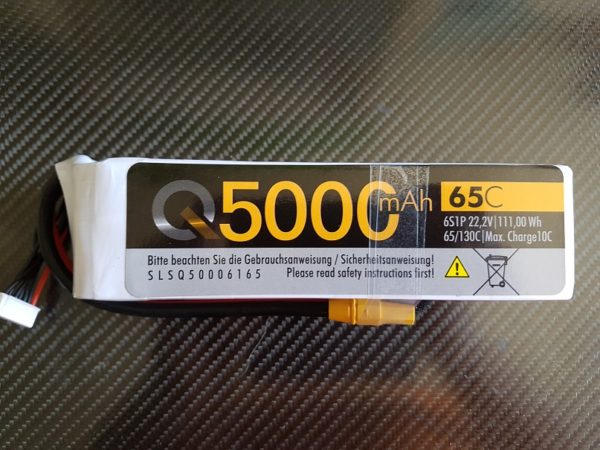 Q5000mAh 65C
6S1P 22,2V|111,00 Wh
65/130C|Max. Charge10C
Bitte beachten Sie die Gebrauchsanweisung / Sicherheitsanweisung!
SLSQ50006165 Please read safety instructions first!